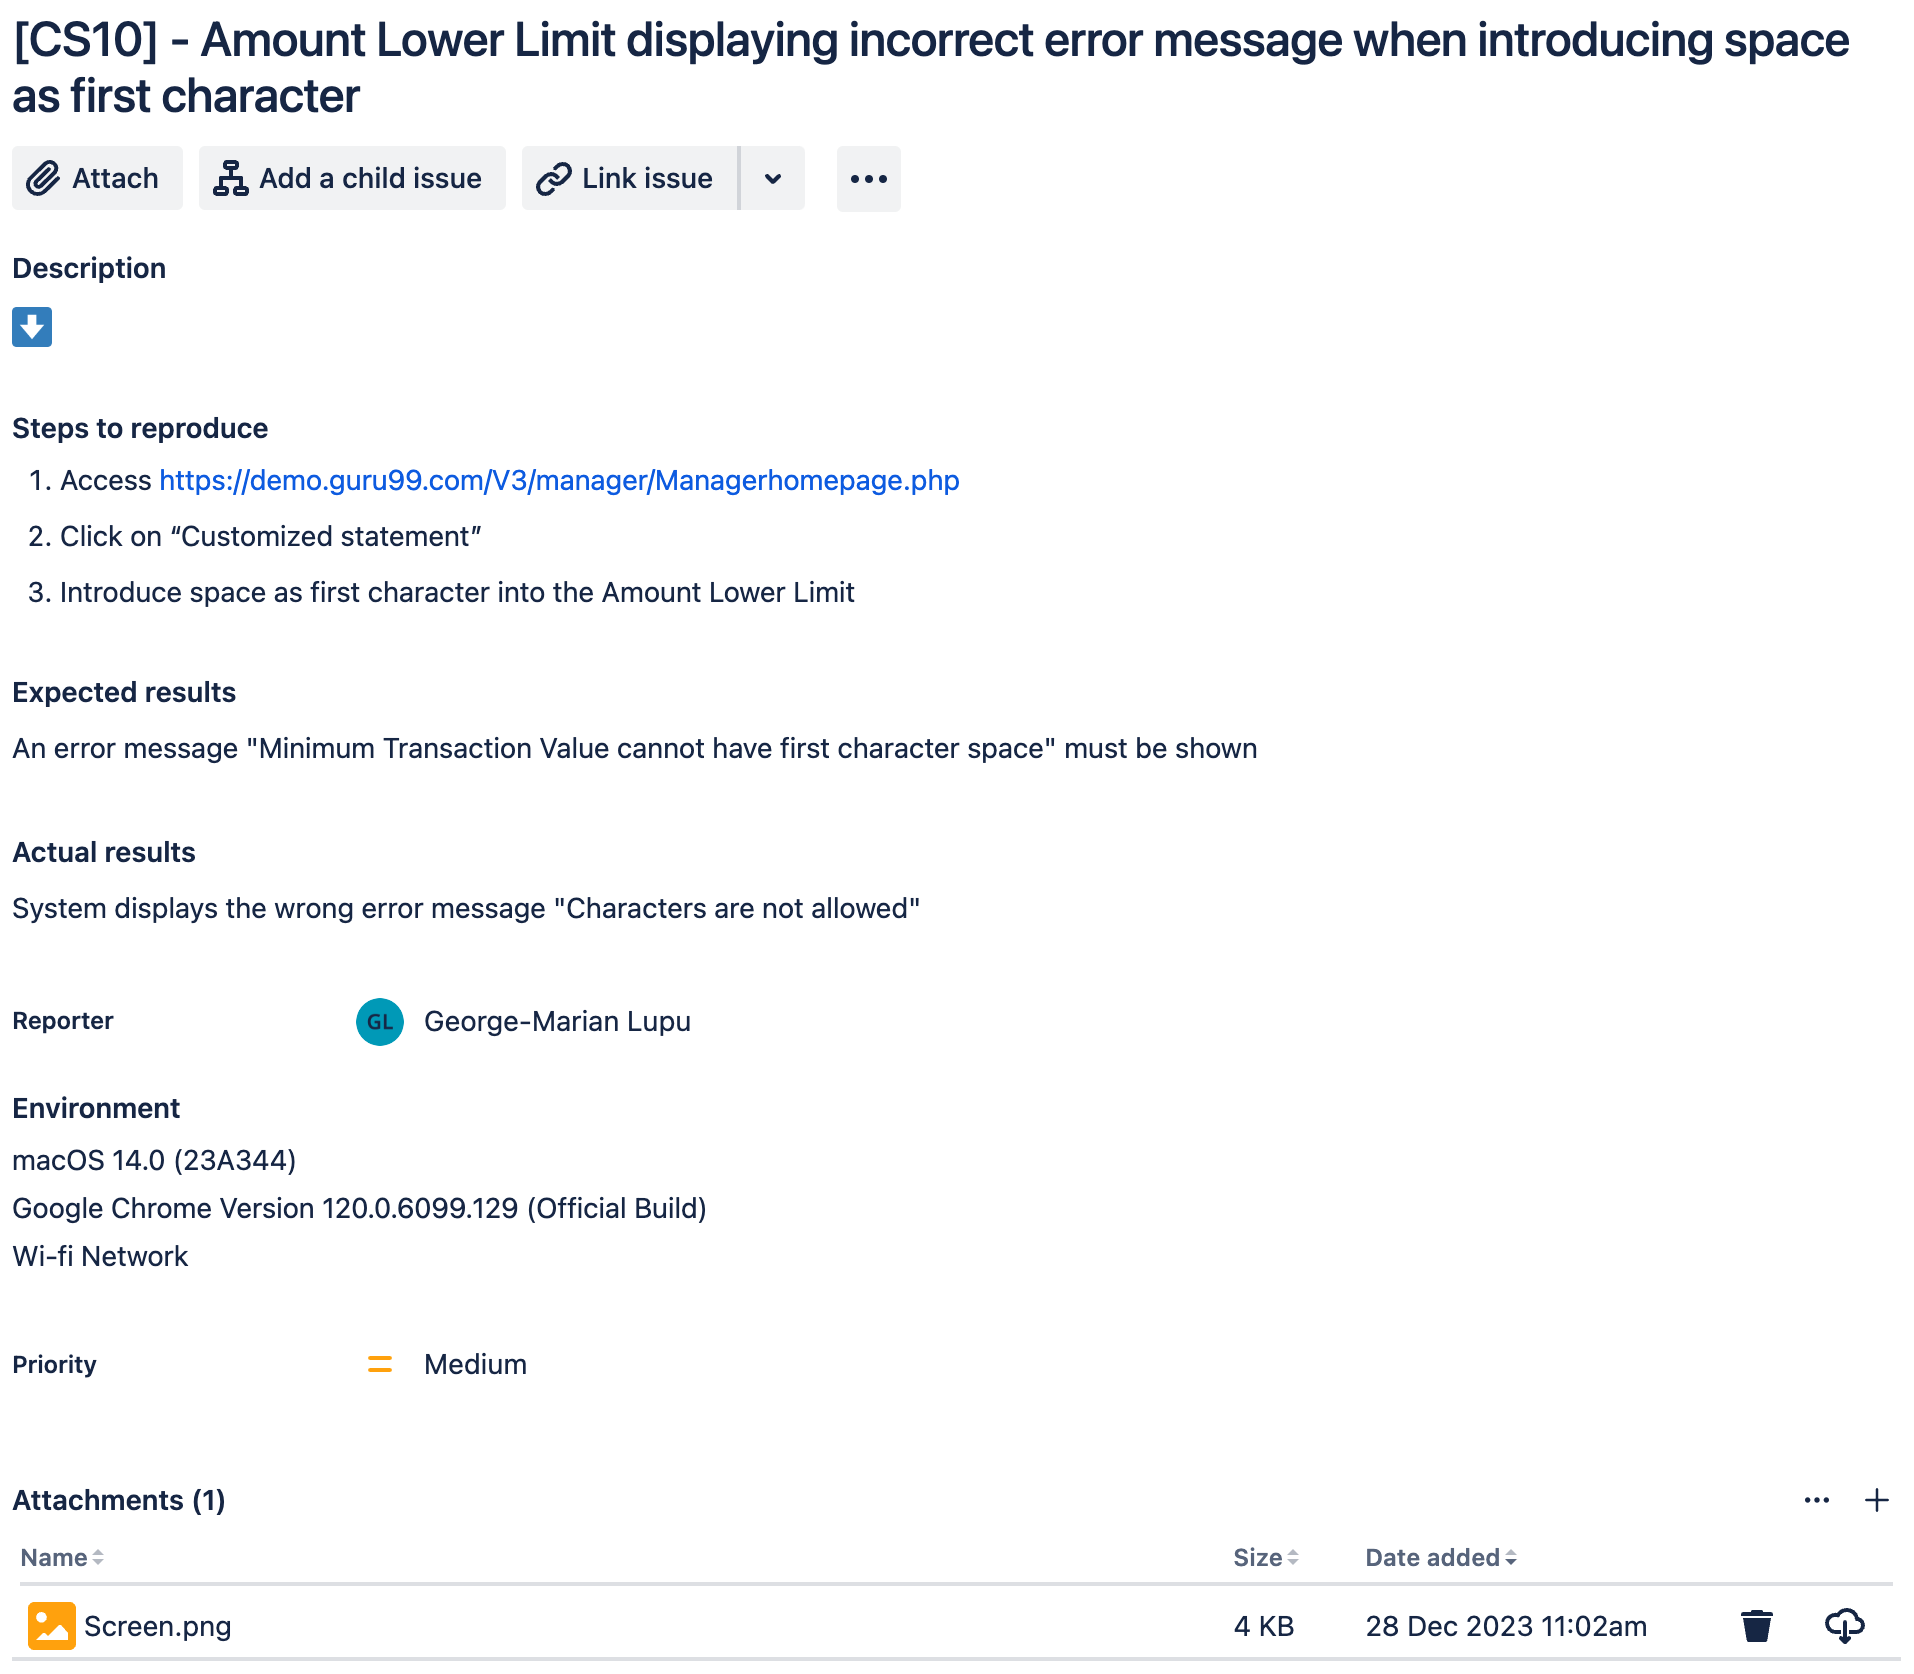 [CS10] - Amount Lower Limit displaying incorrect error message when introducing space
as first character
Attach
Add a child issue
Link issue
Description
Steps to reproduce
1. Access https://demo.guru99.com/V3/manager/Managerhomepage.php
2. Click on “Customized statement”
3. Introduce space as first character into the Amount Lower Limit
Expected results
An error message "Minimum Transaction Value cannot have first character space" must be shown
Actual results
System displays the wrong error message "Characters are not allowed"
Reporter GL George-Marian Lupu
Environment
macOS 14.0 (23A344)
Google Chrome Version 120.0.6099.129 (Official Build)
Wi-fi Network
Priority Medium
Attachments (1)
Name Size Date added
Screen.png 4 KB 28 Dec 2023 11:02am